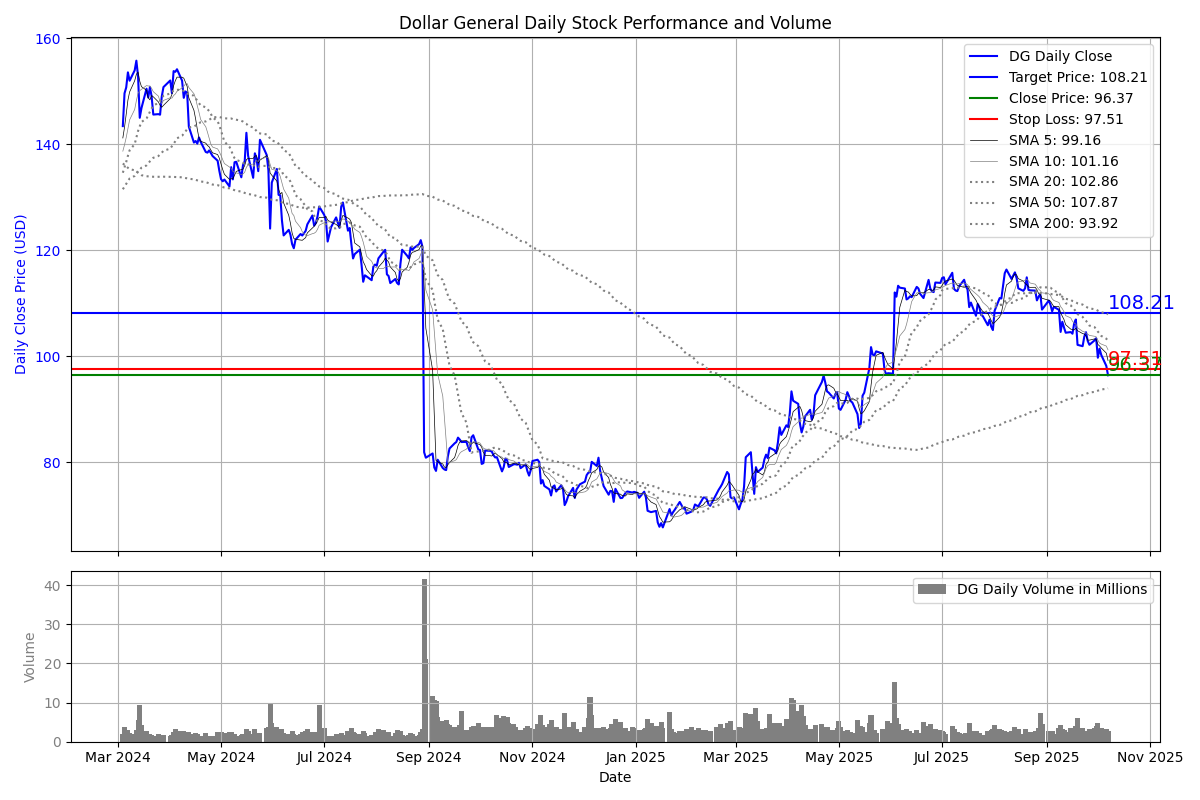 Dollar General Daily Stock Performance and Volume
160
140
120
100
80
Daily Close Price (USD)
DG Daily Close
Target Price: 108.21
Close Price: 96.37
Stop Loss: 97.51
SMA 5: 99.16
SMA 10: 101.16
SMA 20: 102.86
SMA 50: 107.87
SMA 200: 93.92
108.21
97.51
96.37
40
30
20
10
0
Volume
DG Daily Volume in Millions
Mar 2024
May 2024
Jul 2024
Sep 2024
Nov 2024
Jan 2025
Mar 2025
May 2025
Jul 2025
Sep 2025
Nov 2025
Date